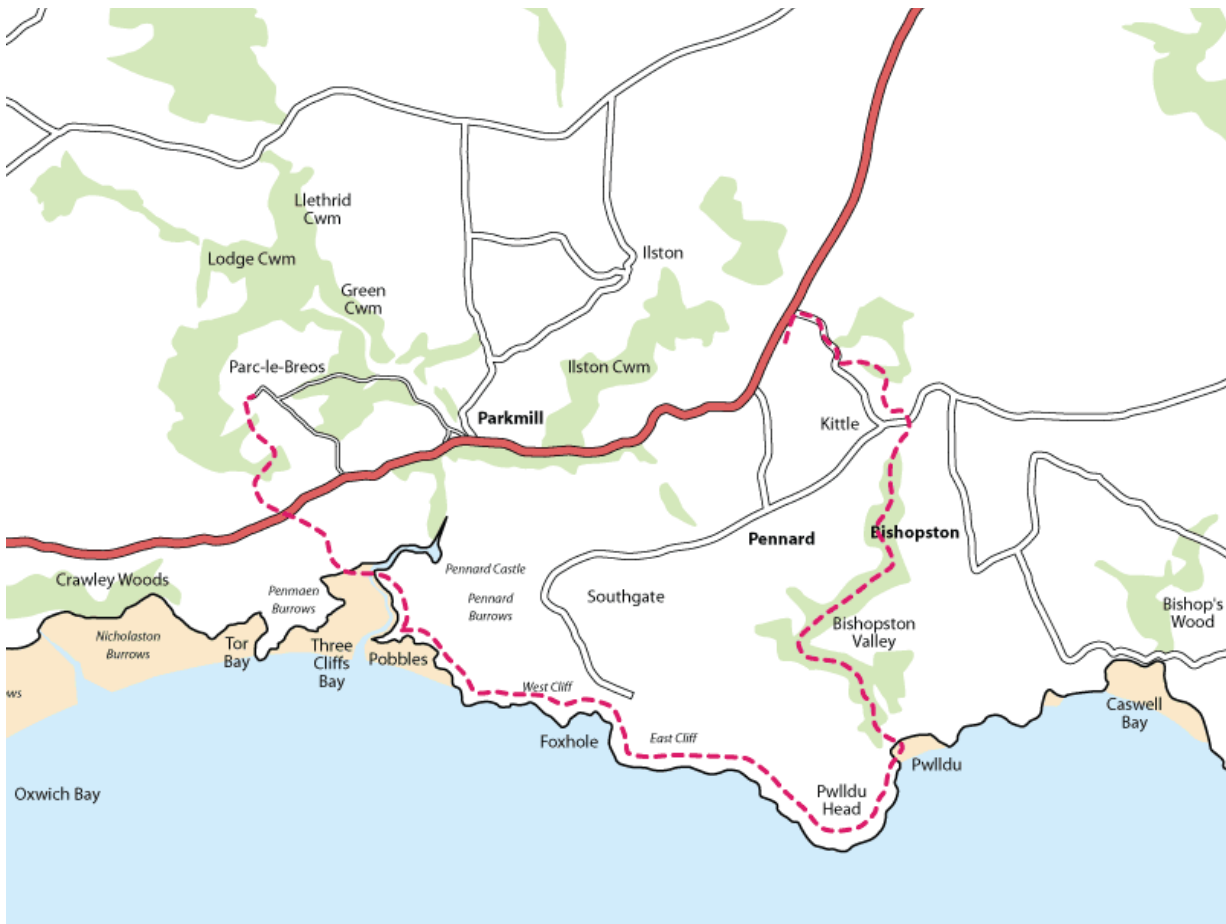 Llethrid
Cwm
Lodge Cwm
Ilston
Green
Cwm
Parc-le-Breos
Ilston Cwm
Parkmill
Kittle
Pennard
Bishopston
Crawley Woods
Pennard Castle
Penmaen
Burrows
Pennard
Burrows
Southgate
Bishopston
Valley
Bishop's
Wood
Nicholaston
Burrows
Tor
Bay
Three
Cliffs
Bay
Pobbles
ws
West Cliff
Caswell
Bay
Foxhole
East Cliff
Pwlldu
Oxwich Bay
Pwlldu
Head